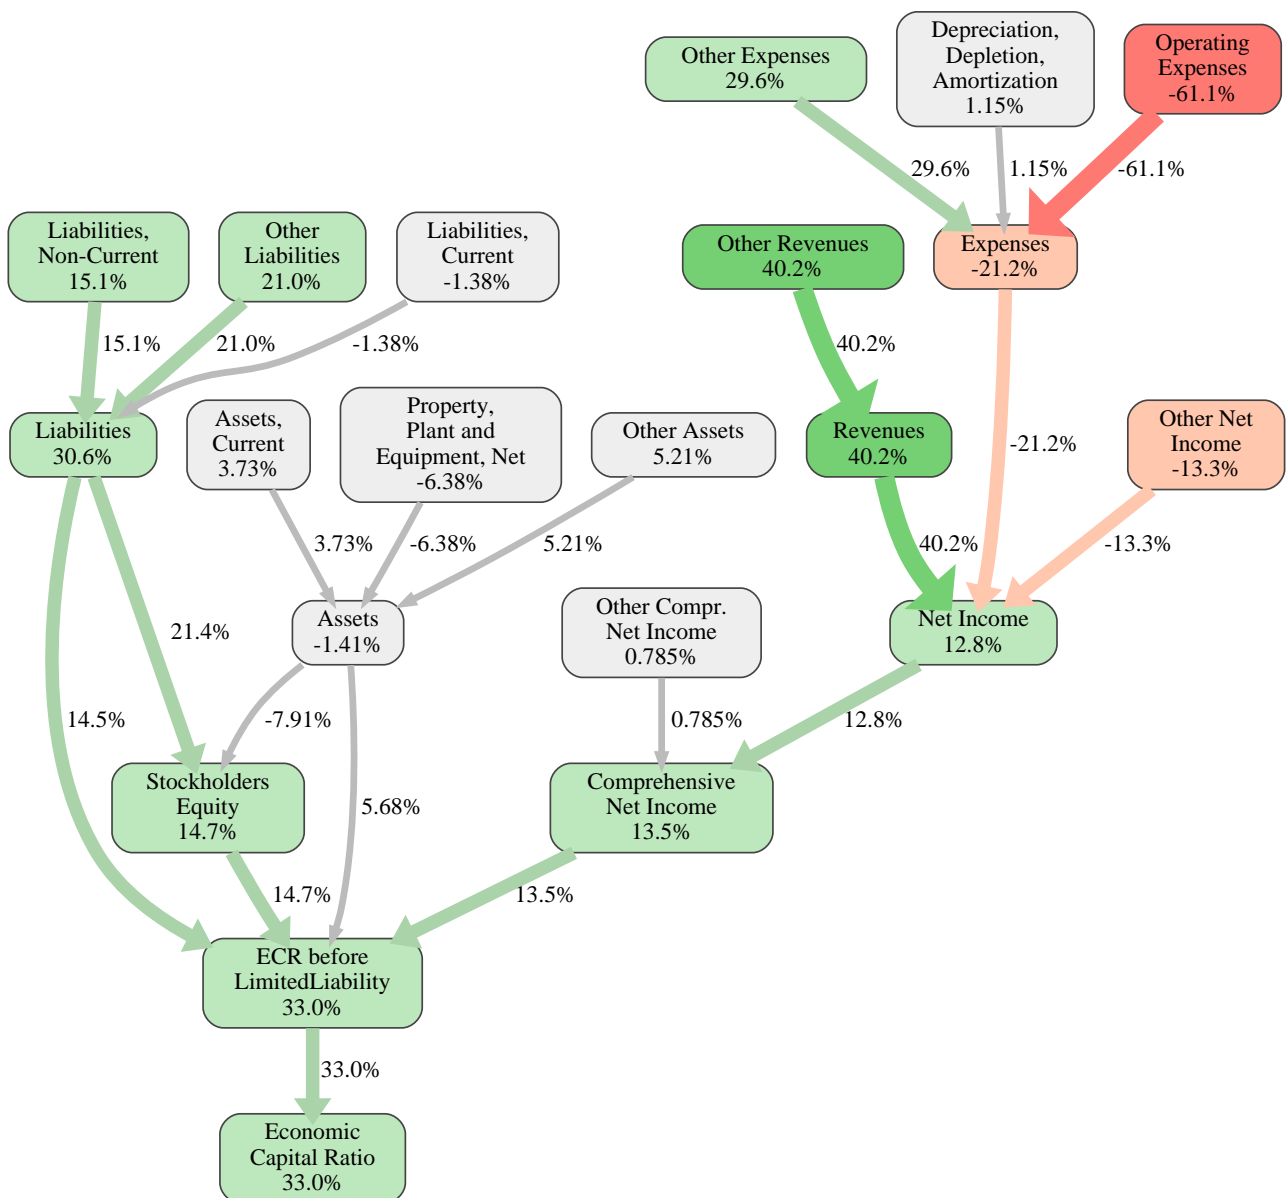 Other Expenses
29.6%
Depreciation,
Depletion,
Amortization
1.15%
Operating
Expenses
-61.1%
29.6%
1.15%
-61.1%
Liabilities,
Non-Current
15.1%
Other
Liabilities
21.0%
Liabilities,
Current
-1.38%
Other Revenues
40.2%
Expenses
-21.2%
15.1%
21.0%
-1.38%
40.2%
Liabilities
30.6%
Assets,
Current
3.73%
Property,
Plant and
Equipment, Net
-6.38%
Other Assets
5.21%
Revenues
40.2%
-21.2%
Other Net
Income
-13.3%
3.73%
-6.38%
5.21%
40.2%
-13.3%
21.4%
Assets
-1.41%
Other Compr.
Net Income
0.785%
Net Income
12.8%
14.5%
-7.91%
0.785%
12.8%
Stockholders
Equity
14.7%
5.68%
Comprehensive
Net Income
13.5%
14.7%
13.5%
ECR before
LimitedLiability
33.0%
33.0%
Economic
Capital Ratio
33.0%